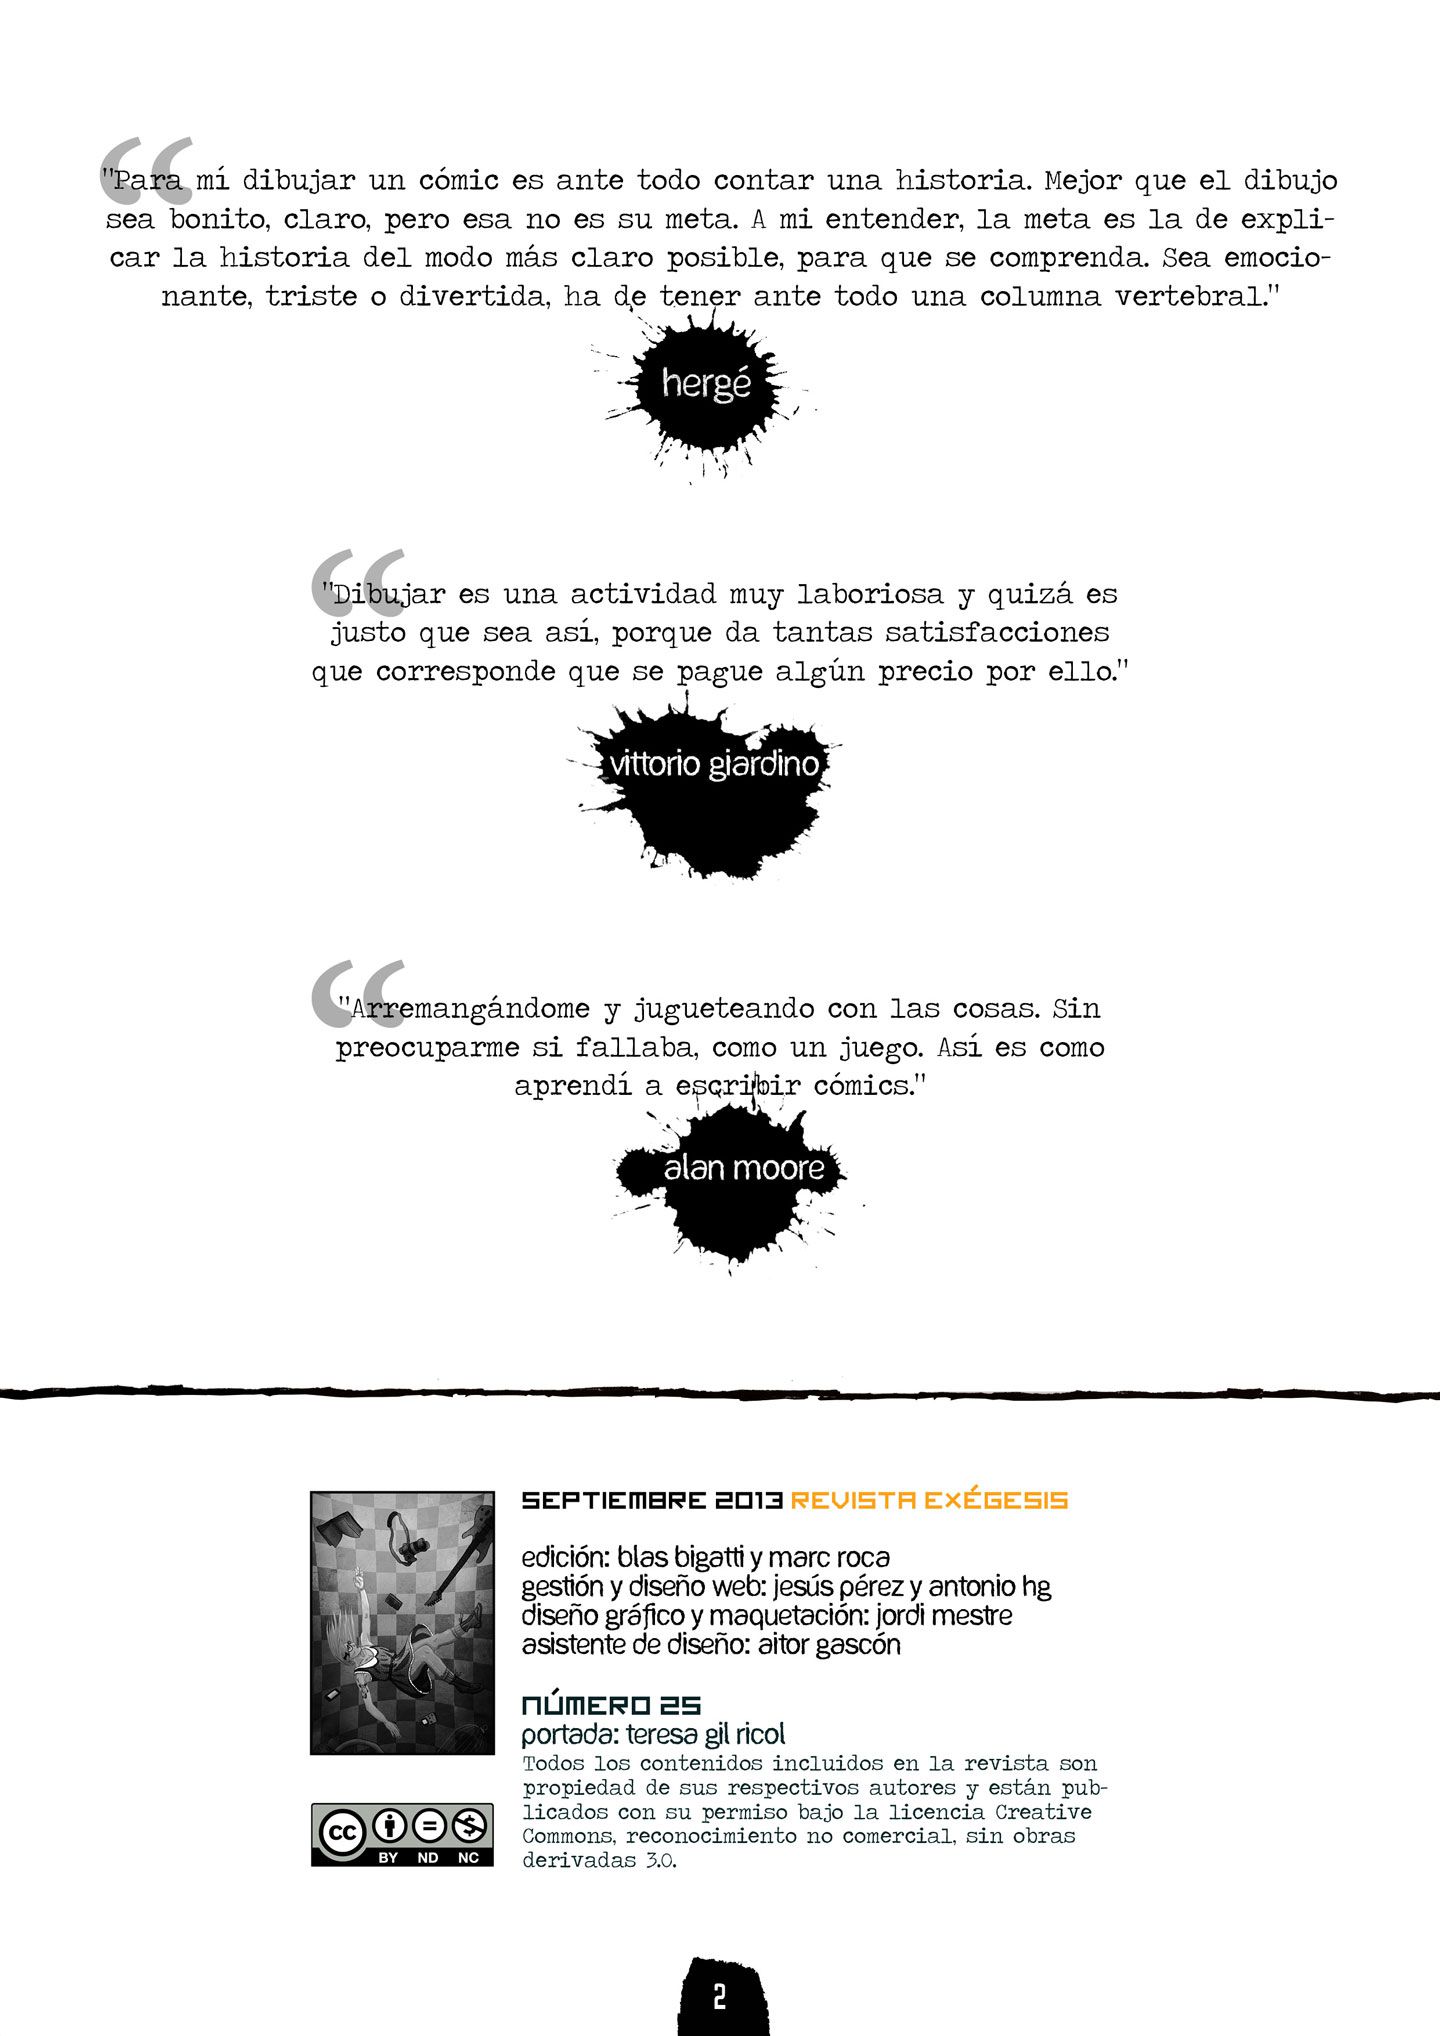 "Para mí dibujar un cómic es ante todo contar una historia. Mejor que el dibujo
sea bonito, claro, pero esa no es su meta. A mi entender, la meta es la de expli-
car la historia del modo más claro posible, para que se comprenda. Sea emocio-
nante, triste o divertida, ha de tener ante todo una columna vertebral."
hergé
"Dibujar es una actividad muy laboriosa y quizá es
justo que sea así, porque da tantas satisfacciones
que corresponde que se pague algún precio por ello."
vittorio giardino
"Arremangándome y jugueteando con las cosas. Sin
preocuparme si fallaba, como un juego. Así es como
aprendí a escribir cómics."
alan moore
SEPTIEMBRE 2013 REVISTA EXÉGESIS
edición: blas bigatti y marc roca
gestión y diseño web: jesús pérez y antonio hg
diseño gráfico y maquetación: jordi mestre
asistente de diseño: aitor gascón
NÚMERO 25
portada: teresa gil ricol
Todos los contenidos incluidos en la revista son
propiedad de sus respectivos autores y están pub-
licados con su permiso bajo la licencia Creative
Commons, reconocimiento no comercial, sin obras
derivadas 3.0.
cc
BY ND NC
2